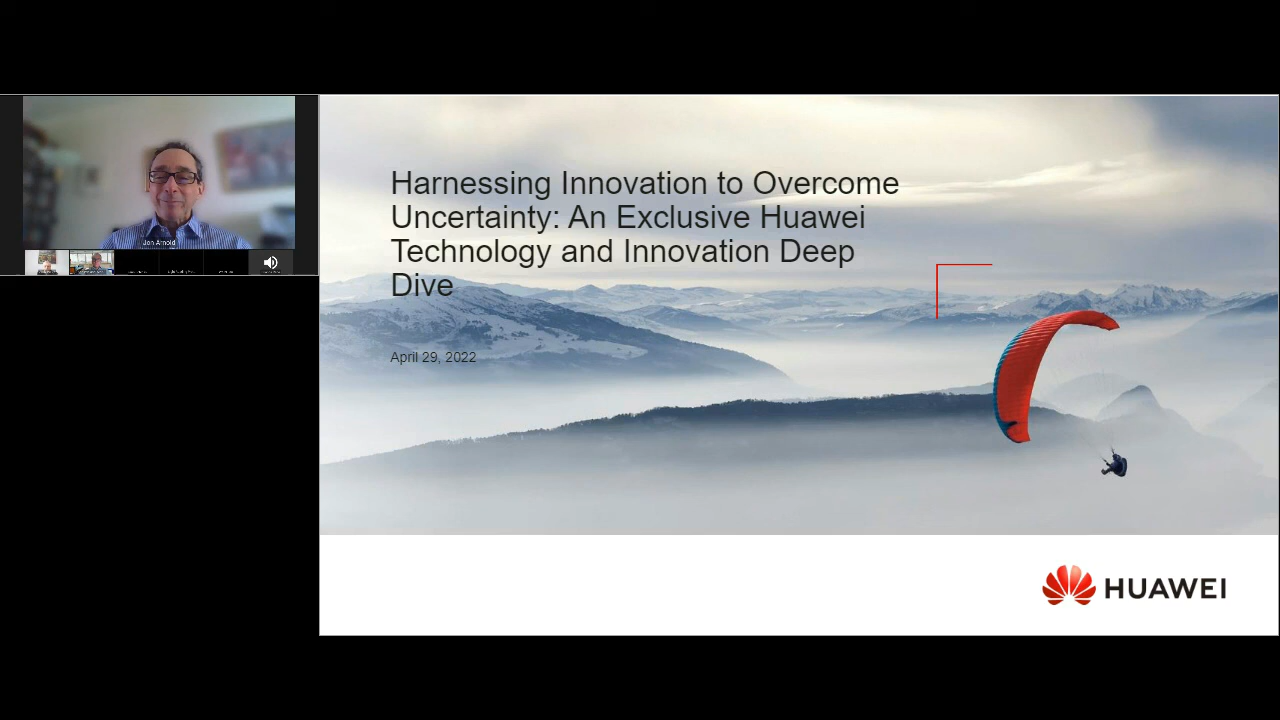 Jon Arnold
Harnessing Innovation to Overcome
Uncertainty: An Exclusive Huawei
Technology and Innovation Deep
Dive
April 29, 2022
HUAWEI